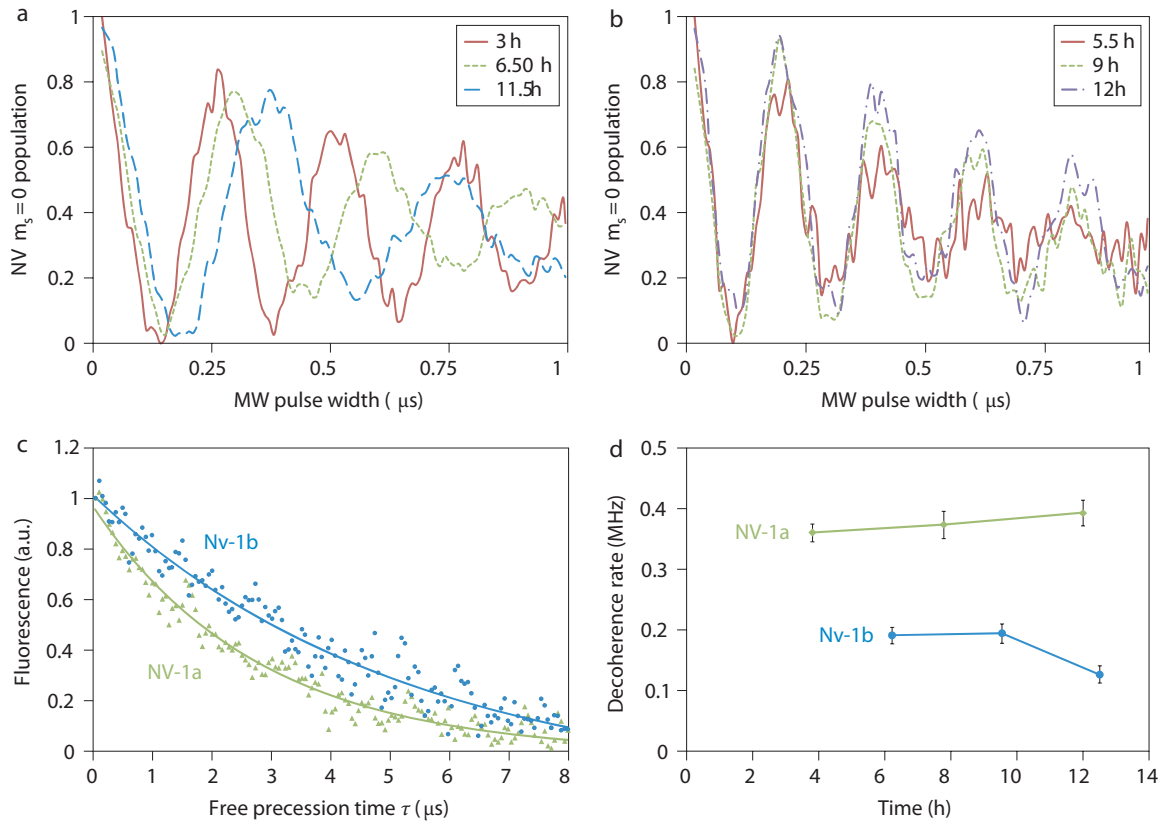 a
NV m_s = 0 population
1
0.8
0.6
0.4
0.2
0
3 h
6.50 h
11.5h
0
0.25
0.5
0.75
1
MW pulse width ( μs)
b
NV m_s = 0 population
1
0.8
0.6
0.4
0.2
0
5.5 h
9 h
12h
0
0.25
0.5
0.75
1
MW pulse width ( μs)
c
Fluorescence (a.u.)
1.2
1
0.8
0.6
0.4
0.2
0
Nv-1b
NV-1a
0 1 2 3 4 5 6 7 8
Free precession time τ (μs)
d
Decoherence rate (MHz)
0.5
0.4
0.3
0.2
0.1
0
NV-1a
Nv-1b
0 2 4 6 8 10 12 14
Time (h)